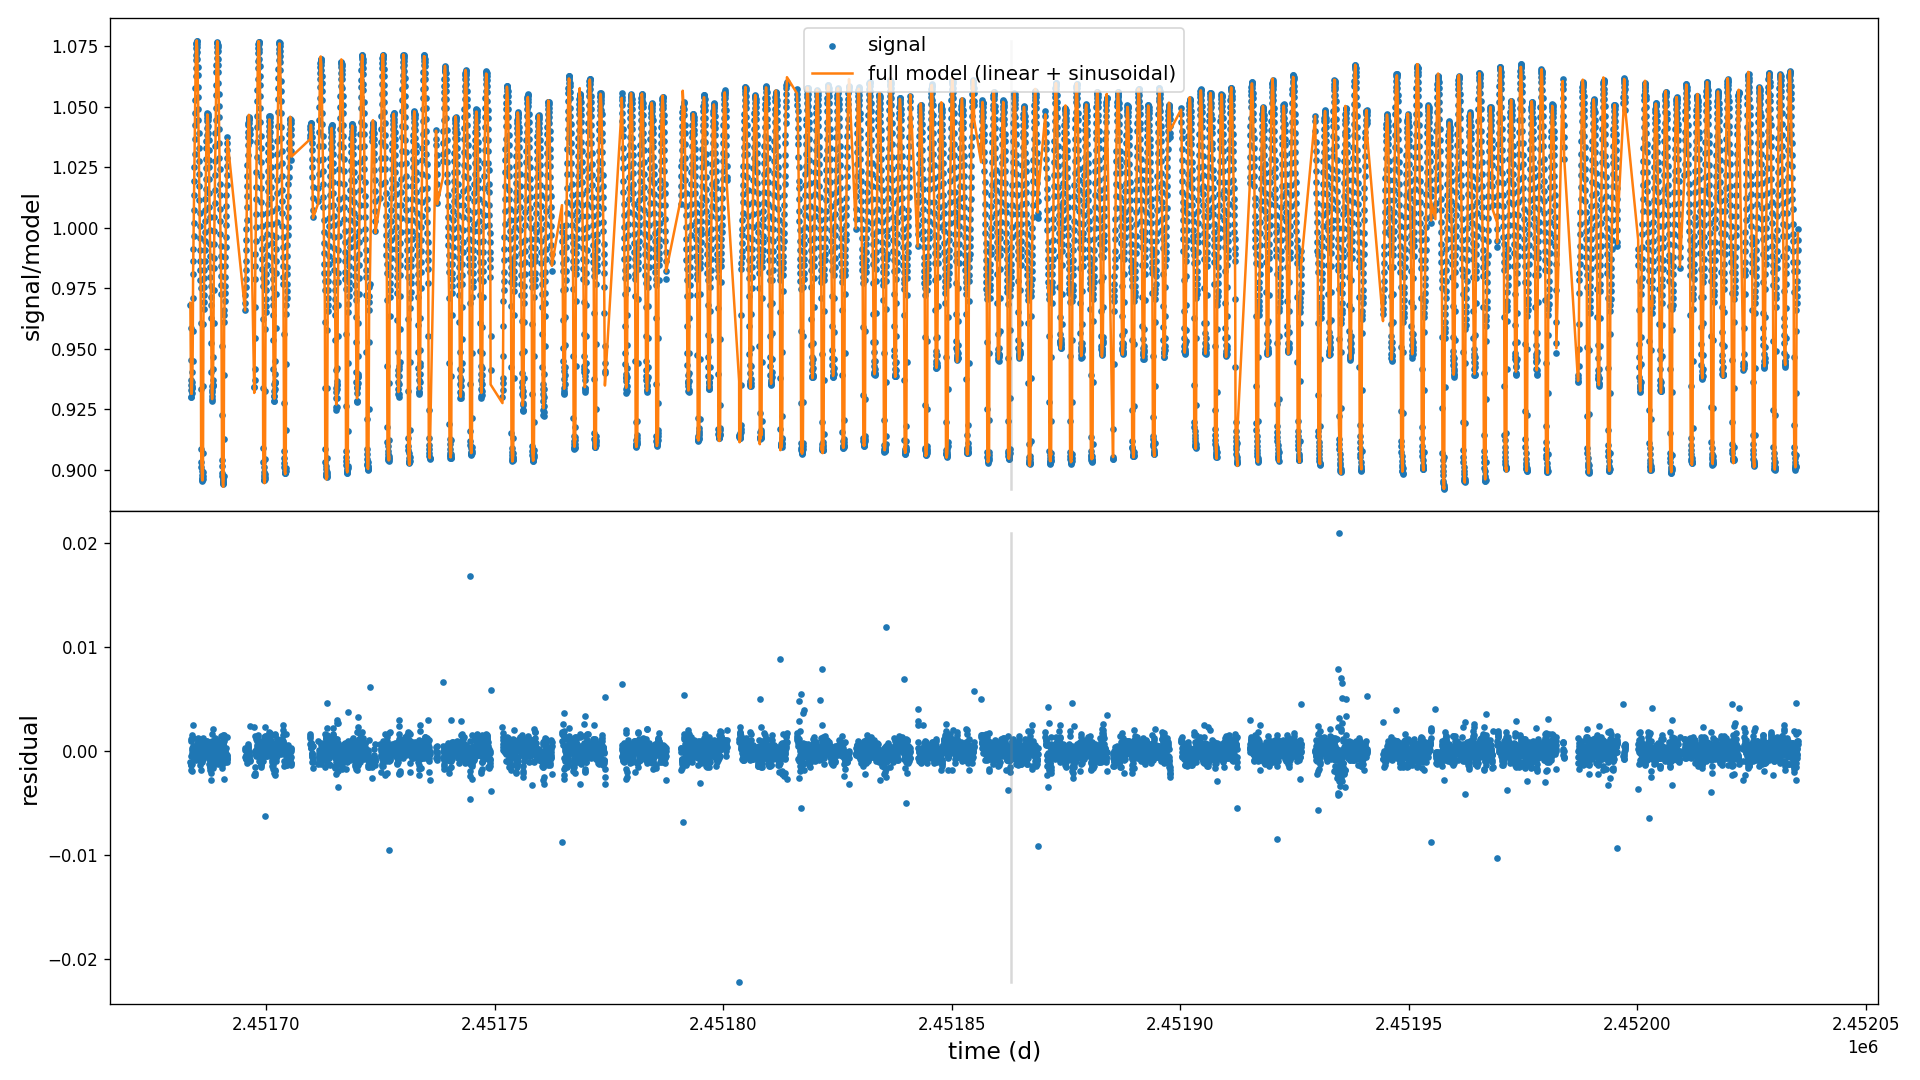 signal
full model (linear + sinusoidal)
signal/model
1.075
1.050
1.025
1.000
0.975
0.950
0.925
0.900
residual
0.02
0.01
0.00
−0.01
−0.02
2.45170 2.45175 2.45180 2.45185 2.45190 2.45195 2.45200 2.45205
1e6
time (d)